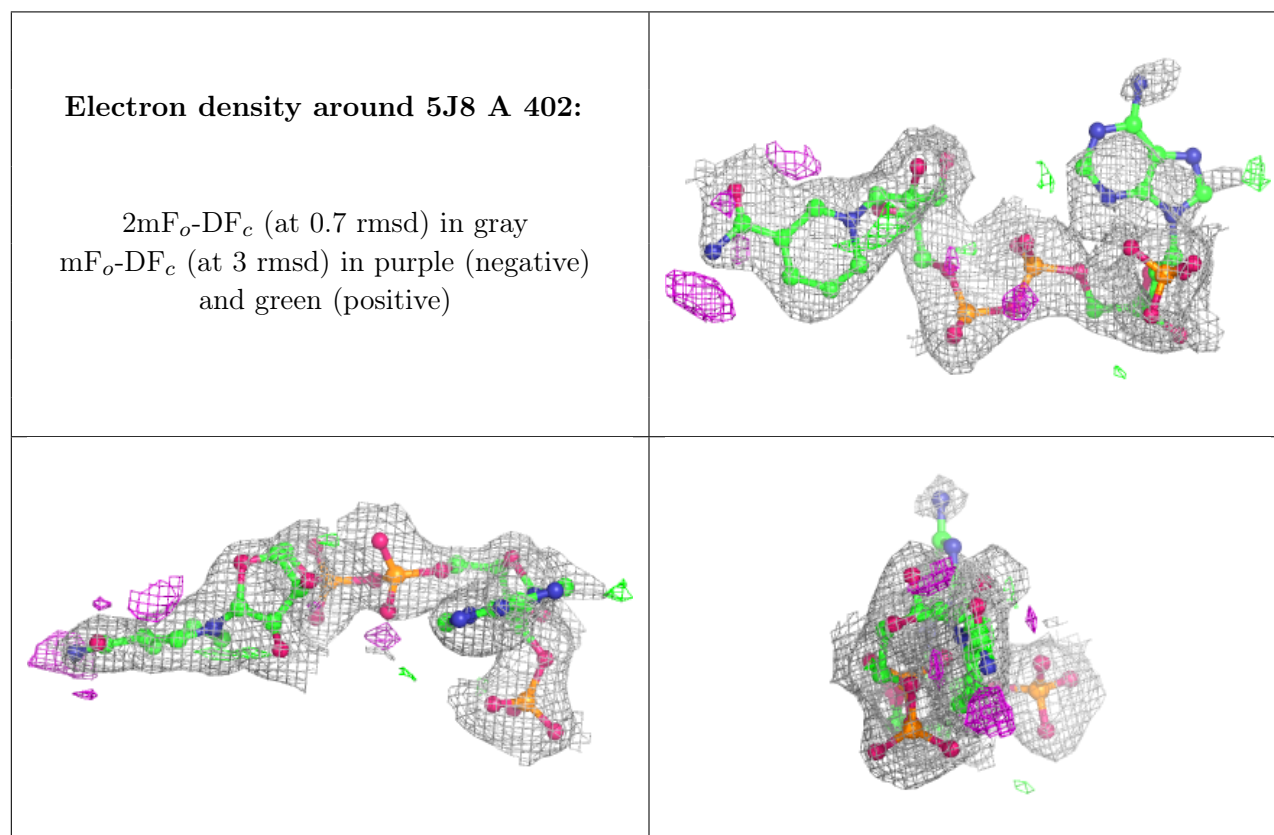 Electron density around 5J8 A 402:
2mFo-DFc (at 0.7 rmsd) in gray
mFo-DFc (at 3 rmsd) in purple (negative)
and green (positive)